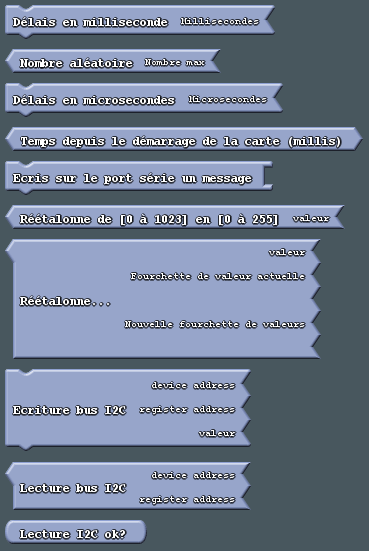 Délais en milliseconde Millisecondes
Nombre aléatoire Nombre max
Délais en microsecondes Microsecondes
Temps depuis le démarrage de la carte (millis)
Ecris sur le port série un message
Réétalonne de [0 à 1023] en [0 à 255] valeur
valeur
Fourchette de valeur actuelle
Réétalonne...
Nouvelle fourchette de valeurs
device address
Ecriture bus I2C register address
valeur
device address
Lecture bus I2C
register address
Lecture I2C ok?